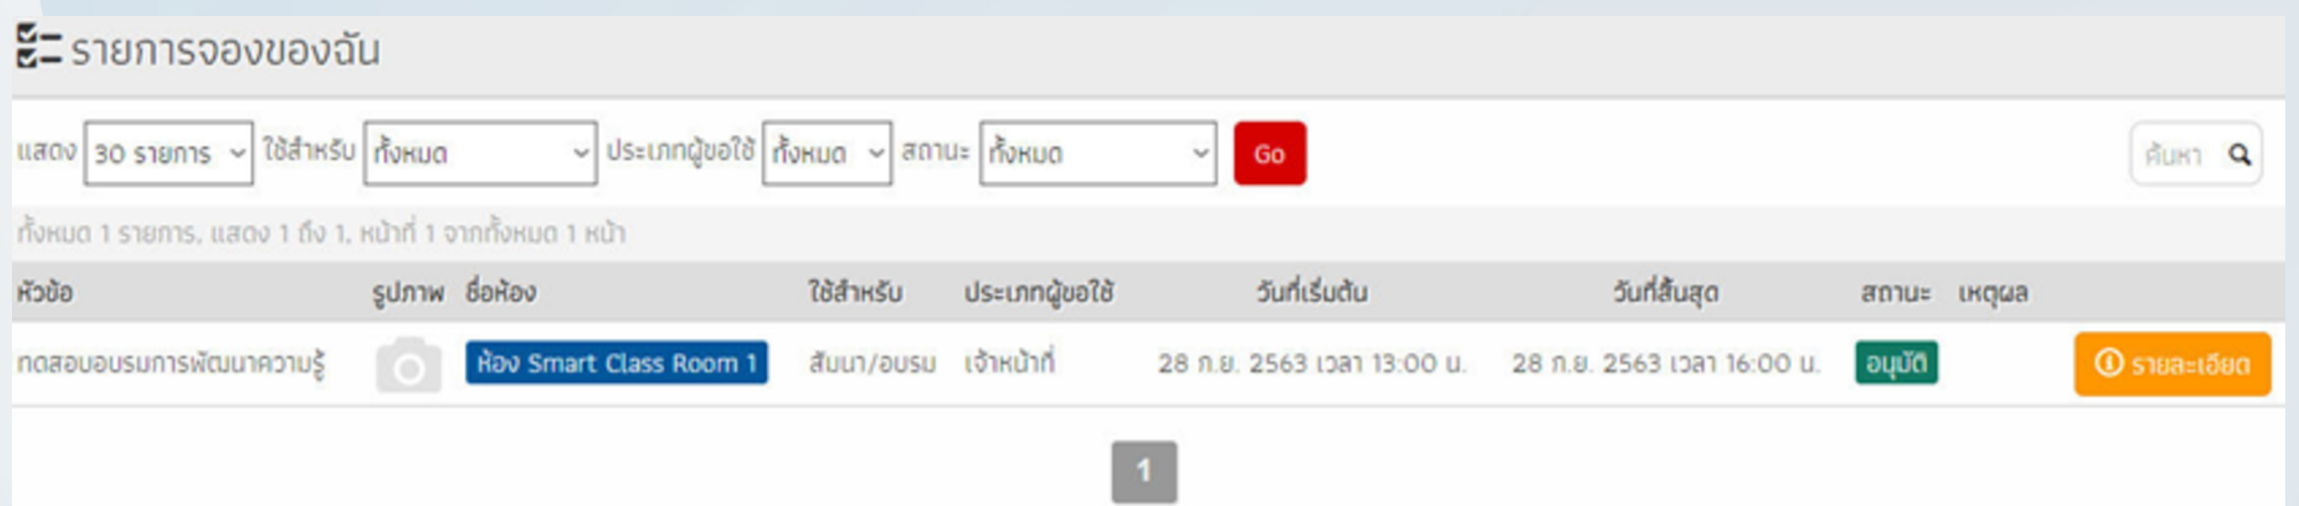 รายการจองของฉัน
แสดง 30 รายการ ใช้สำหรับ ทั้งหมด ประเภทผู้ขอใช้ ทั้งหมด สถานะ ทั้งหมด Go ค้นหา
ทั้งหมด 1 รายการ, แสดง 1 ถึง 1, หน้าที่ 1 จากทั้งหมด 1 หน้า
หัวข้อ รูปภาพ ชื่อห้อง ใช้สำหรับ ประเภทผู้ขอใช้ วันที่เริ่มต้น วันที่สิ้นสุด สถานะ เหตุผล
ทดสอบอบรมการพัฒนาความรู้ ห้อง Smart Class Room 1 สัมนา/อบรม เจ้าหน้าที่ 28 ก.ย. 2563 เวลา 13:00 น. 28 ก.ย. 2563 เวลา 16:00 น. อนุมัติ รายละเอียด
1